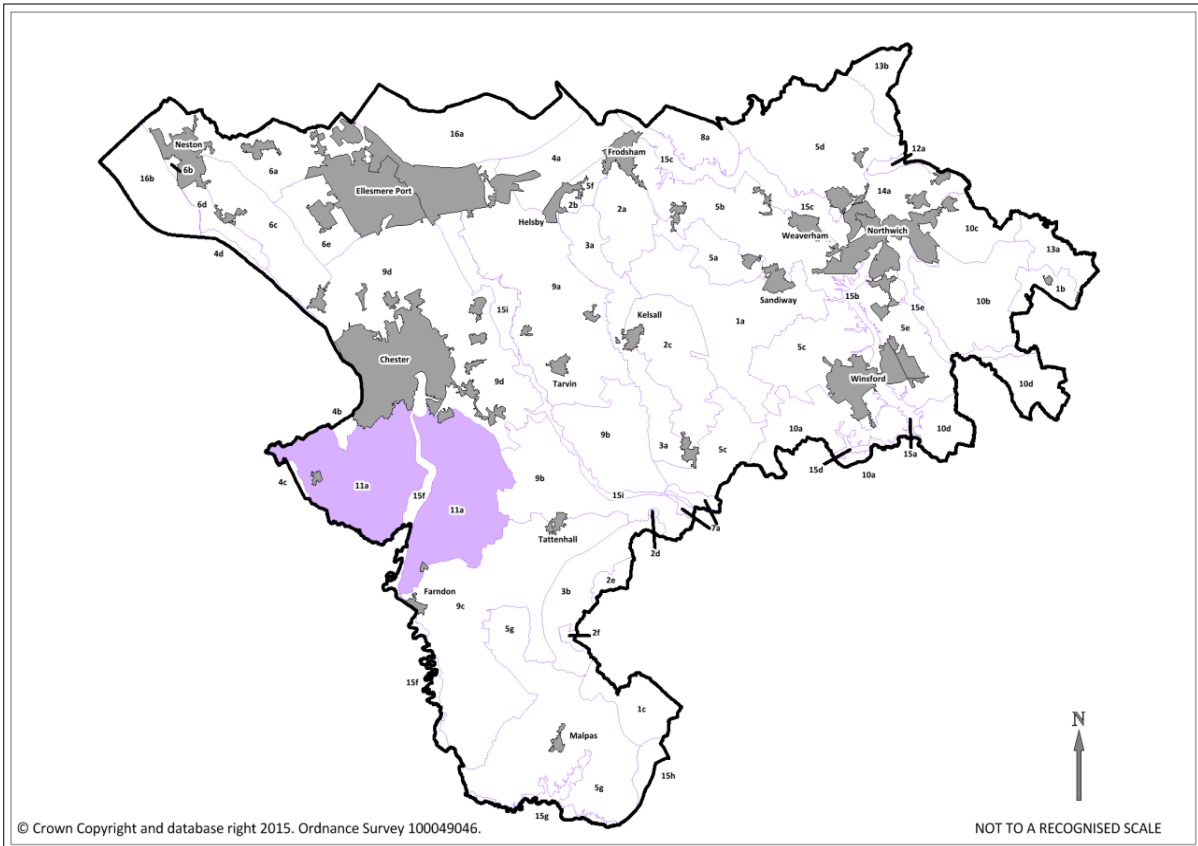 13b
16a
8a
Neston
Frodsham
5d
12a
4a
15c
6a
16b
6b
5f
14a
Ellesmere Port
2b
2a
5b
15c
6d
Helsby
6c
Weaverham
Northwich
10c
6e
3a
4d
5a
13a
9d
9a
1b
15b
Sandiway
10b
15i
15e
Kelsall
1a
5e
2c
5c
Chester
Winsford
Tarvin
9d
10d
4b
10a
10d
9b
3a
5c
15a
15d
9b
10a
4c
11a
15f
15i
11a
7a
Tattenhall
2d
2e
Farndon
3b
9c
5g
2f
15f
1c
N
Malpas
15h
5g
15g
© Crown Copyright and database right 2015. Ordnance Survey 100049046.
NOT TO A RECOGNISED SCALE